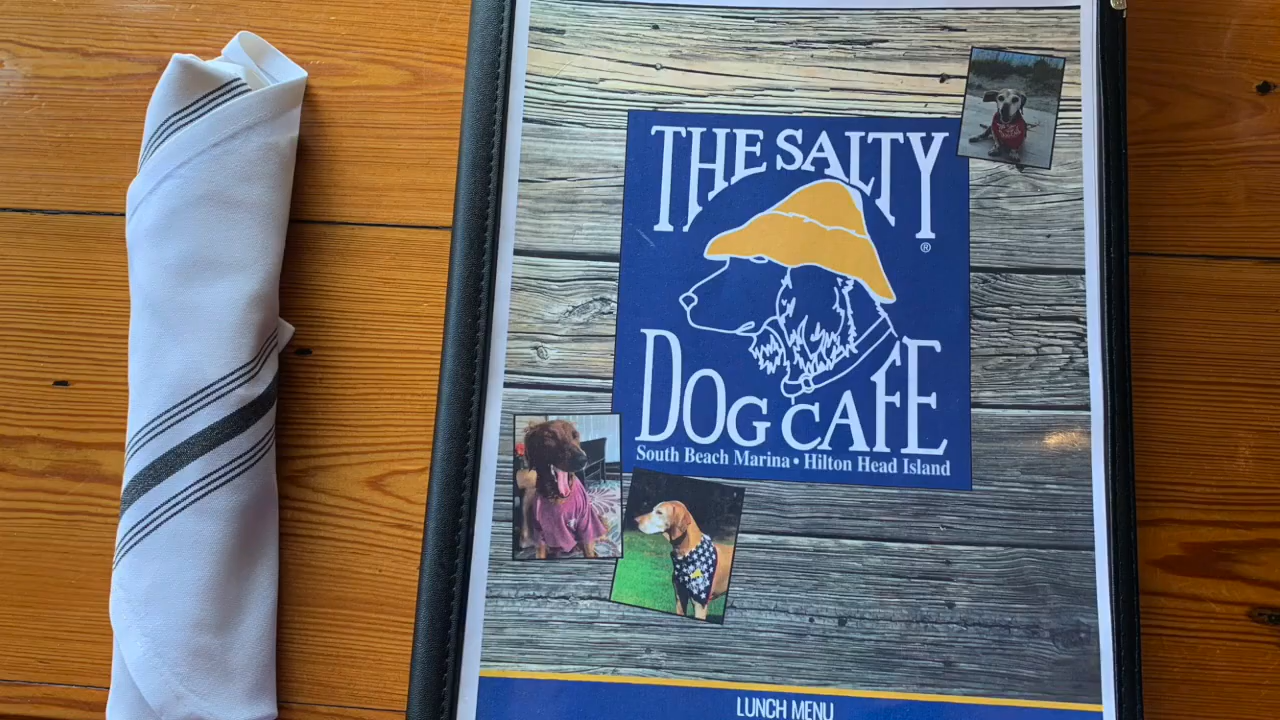 THE SALTY
®
DOG CAFE
South Beach Marina • Hilton Head Island
LUNCH MENU